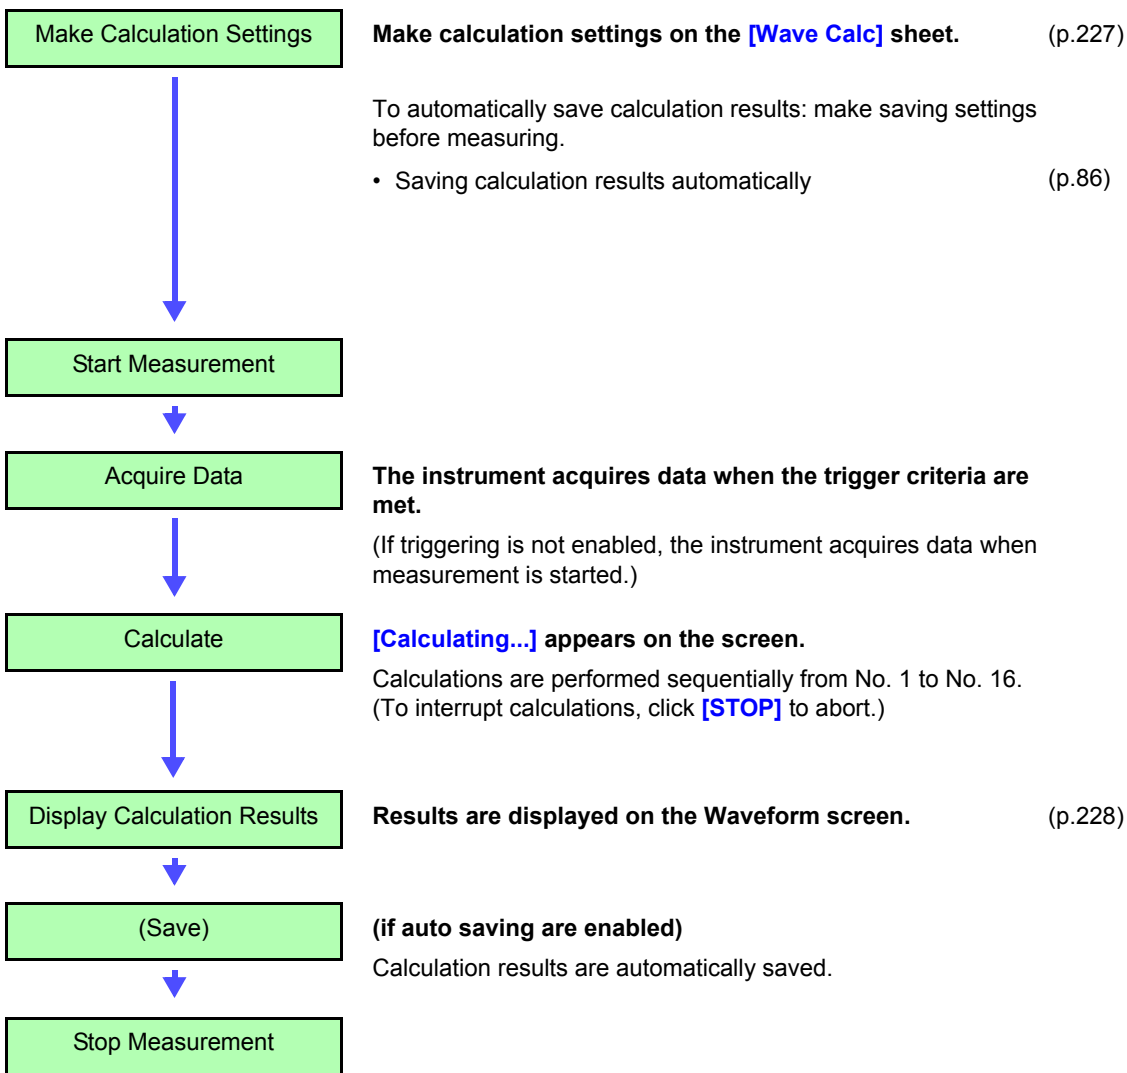 Make Calculation Settings
Make calculation settings on the [Wave Calc] sheet.
(p.227)
To automatically save calculation results: make saving settings
before measuring.
• Saving calculation results automatically
(p.86)
Start Measurement
Acquire Data
The instrument acquires data when the trigger criteria are
met.
(If triggering is not enabled, the instrument acquires data when
measurement is started.)
Calculate
[Calculating...] appears on the screen.
Calculations are performed sequentially from No. 1 to No. 16.
(To interrupt calculations, click [STOP] to abort.)
Display Calculation Results
Results are displayed on the Waveform screen.
(p.228)
(Save)
(if auto saving are enabled)
Calculation results are automatically saved.
Stop Measurement